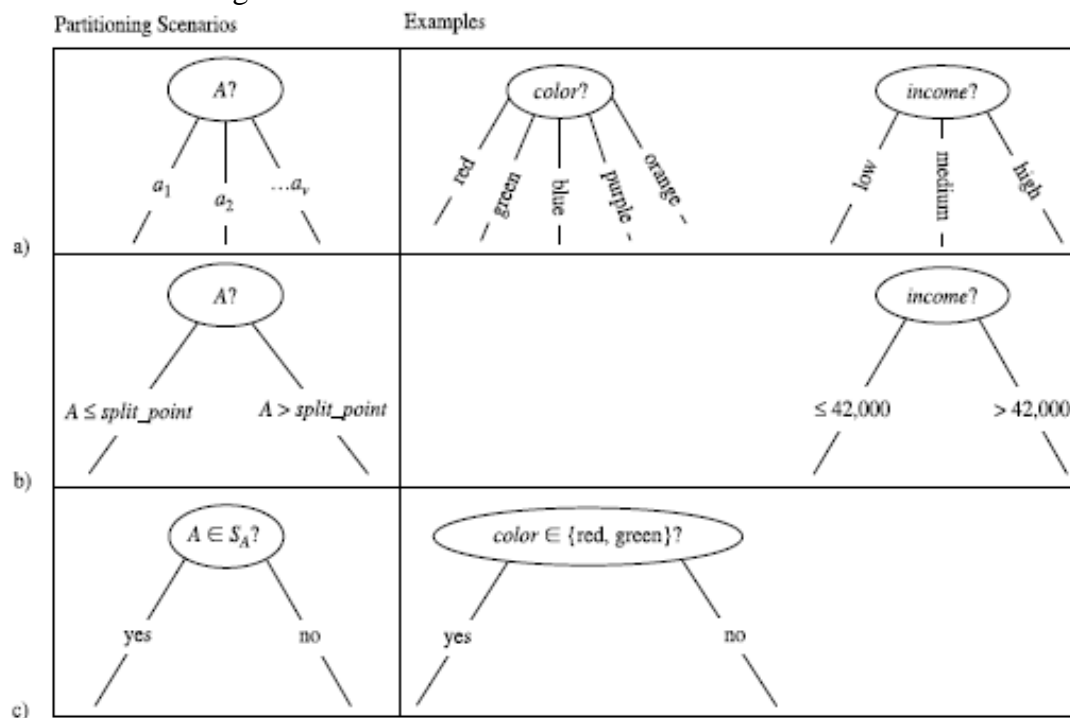 Partitioning Scenarios Examples
A? color? income?
a1 a2 ...av red green blue purple orange low medium high
a)
A? income?
A ≤ split_point A > split_point ≤ 42,000 > 42,000
b)
A ∈ SA? color ∈ {red, green}?
yes no yes no
c)